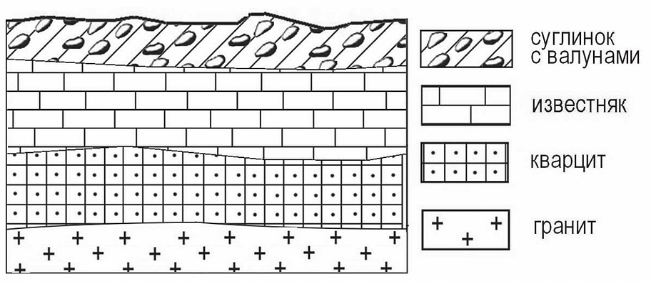 суглинок
с валунами
известняк
кварцит
гранит